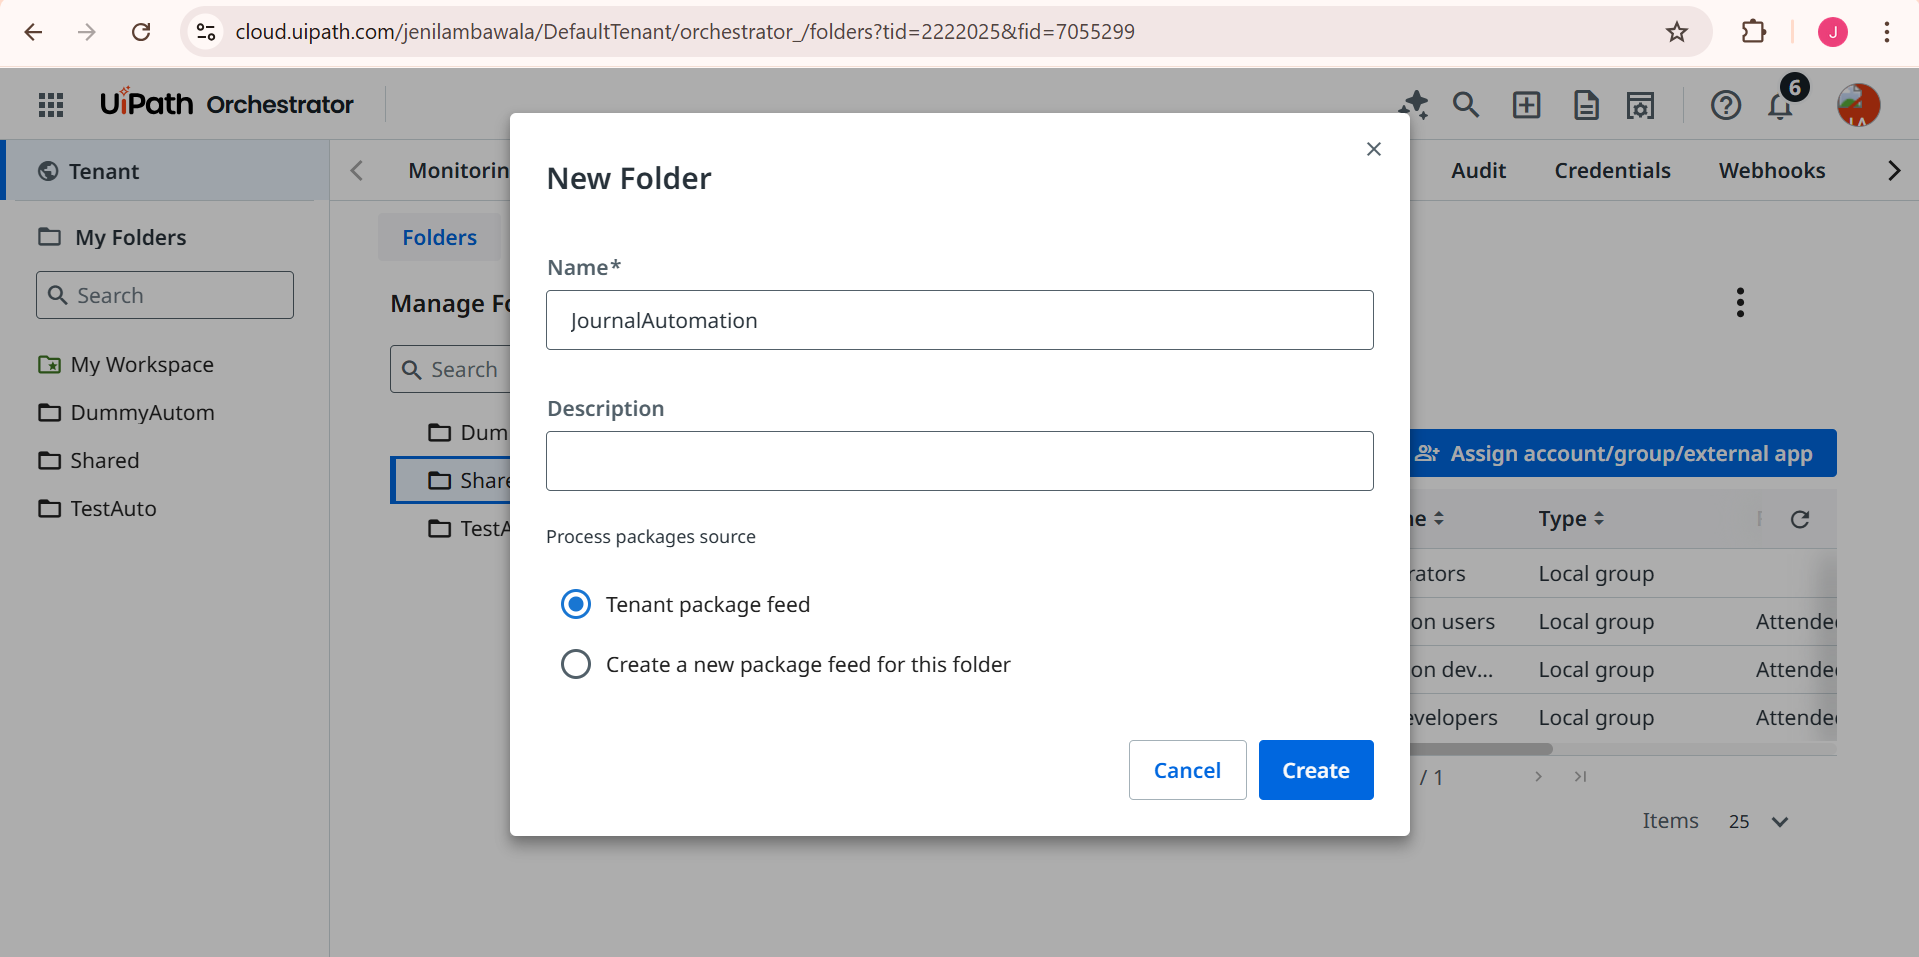 cloud.uipath.com/jenilambawala/DefaultTenant/orchestrator_/folders?tid=2222025&fid=7055299
J
UiPath Orchestrator
6
Tenant
Monitorin
Audit
Credentials
Webhooks
My Folders
Folders
Search
Manage Fo
Search
My Workspace
DummyAutom
Dum
Shared
Share
TestAuto
TestA
New Folder
Name*
JournalAutomation
Description
Process packages source
Tenant package feed
Create a new package feed for this folder
Cancel
Create
Assign account/group/external app
ne
Type
rators
Local group
on users
Local group
Attended
on dev...
Local group
Attended
evelopers
Local group
Attended
/ 1
Items
25